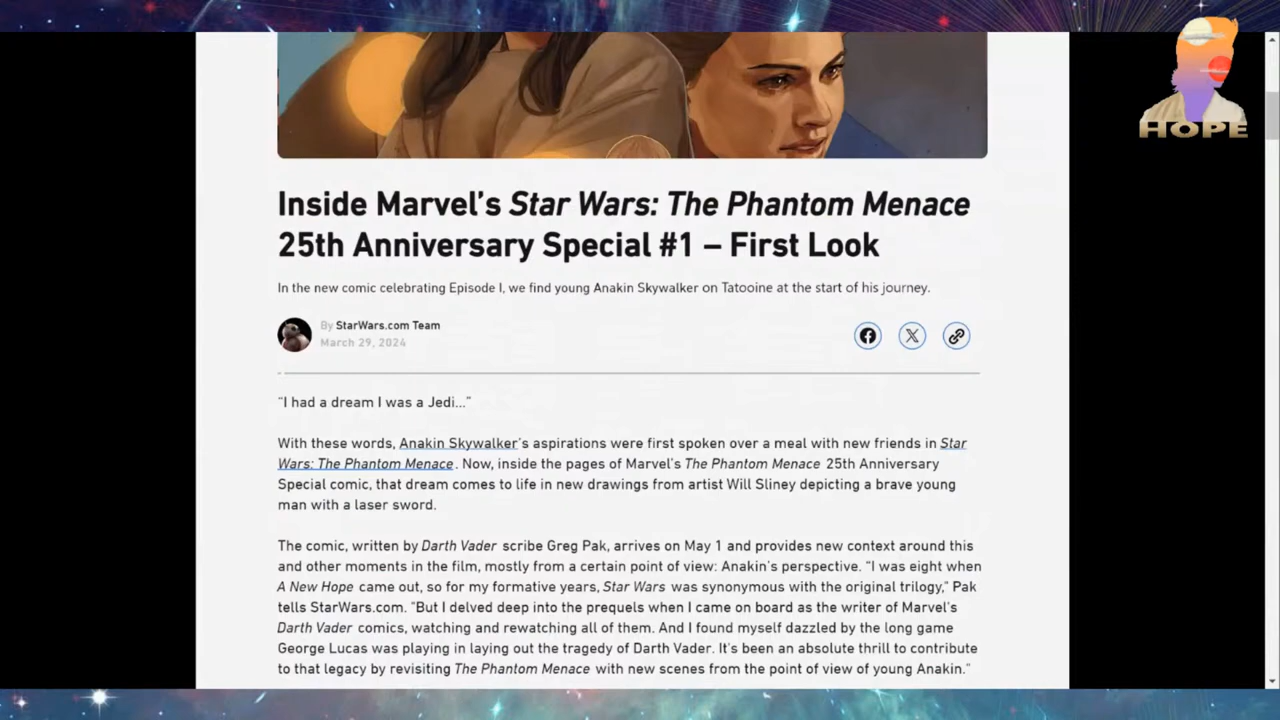 HOPE
Inside Marvel's Star Wars: The Phantom Menace
25th Anniversary Special #1 – First Look
In the new comic celebrating Episode I, we find young Anakin Skywalker on Tatooine at the start of his journey.
By StarWars.com Team
March 29, 2024
"I had a dream I was a Jedi..."
With these words, Anakin Skywalker's aspirations were first spoken over a meal with new friends in Star
Wars: The Phantom Menace. Now, inside the pages of Marvel's The Phantom Menace 25th Anniversary
Special comic, that dream comes to life in new drawings from artist Will Sliney depicting a brave young
man with a laser sword.
The comic, written by Darth Vader scribe Greg Pak, arrives on May 1 and provides new context around this
and other moments in the film, mostly from a certain point of view: Anakin's perspective. "I was eight when
A New Hope came out, so for my formative years, Star Wars was synonymous with the original trilogy," Pak
tells StarWars.com. "But I delved deep into the prequels when I came on board as the writer of Marvel's
Darth Vader comics, watching and rewatching all of them. And I found myself dazzled by the long game
George Lucas was playing in laying out the tragedy of Darth Vader. It's been an absolute thrill to contribute
to that legacy by revisiting The Phantom Menace with new scenes from the point of view of young Anakin."